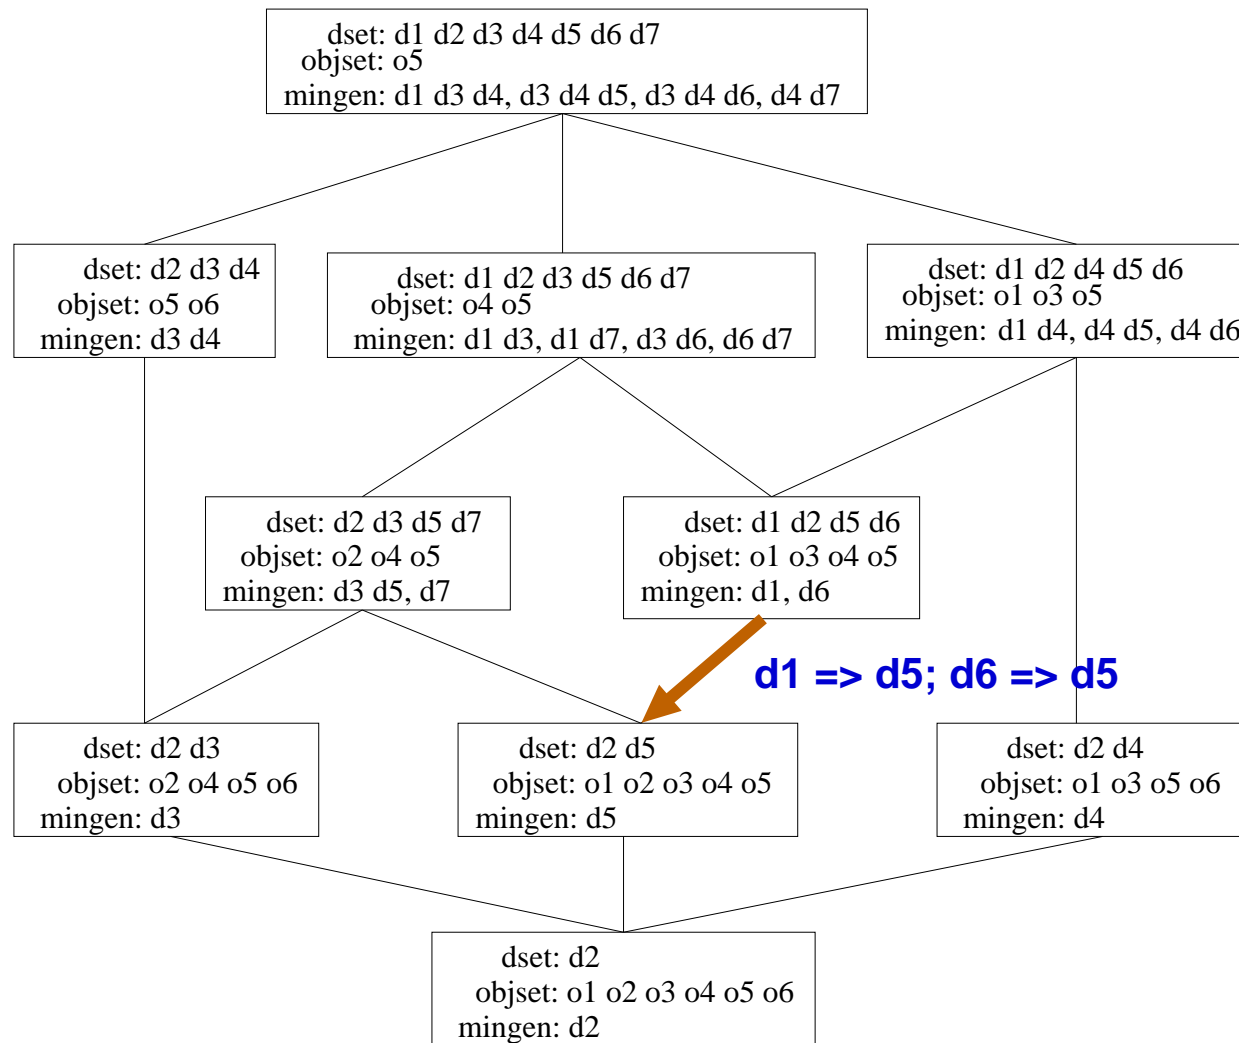 dset: d1 d2 d3 d4 d5 d6 d7
objset: o5
mingen: d1 d3 d4, d3 d4 d5, d3 d4 d6, d4 d7
dset: d2 d3 d4
objset: o5 o6
mingen: d3 d4
dset: d1 d2 d3 d5 d6 d7
objset: o4 o5
mingen: d1 d3, d1 d7, d3 d6, d6 d7
dset: d1 d2 d4 d5 d6
objset: o1 o3 o5
mingen: d1 d4, d4 d5, d4 d6
dset: d2 d3 d5 d7
objset: o2 o4 o5
mingen: d3 d5, d7
dset: d1 d2 d5 d6
objset: o1 o3 o4 o5
mingen: d1, d6
d1 => d5; d6 => d5
dset: d2 d3
objset: o2 o4 o5 o6
mingen: d3
dset: d2 d5
objset: o1 o2 o3 o4 o5
mingen: d5
dset: d2 d4
objset: o1 o3 o5 o6
mingen: d4
dset: d2
objset: o1 o2 o3 o4 o5 o6
mingen: d2